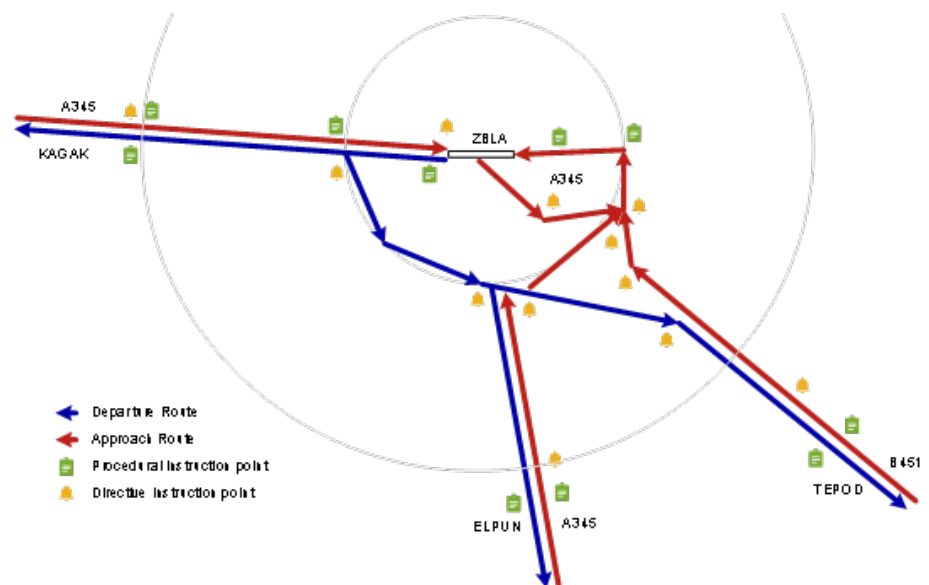 A345
KAGAK
ZBLA
A345
Departure Route
Approach Route
Procedural Instruction point
Directive Instruction point
ELPUN
A345
B451
TEPOD